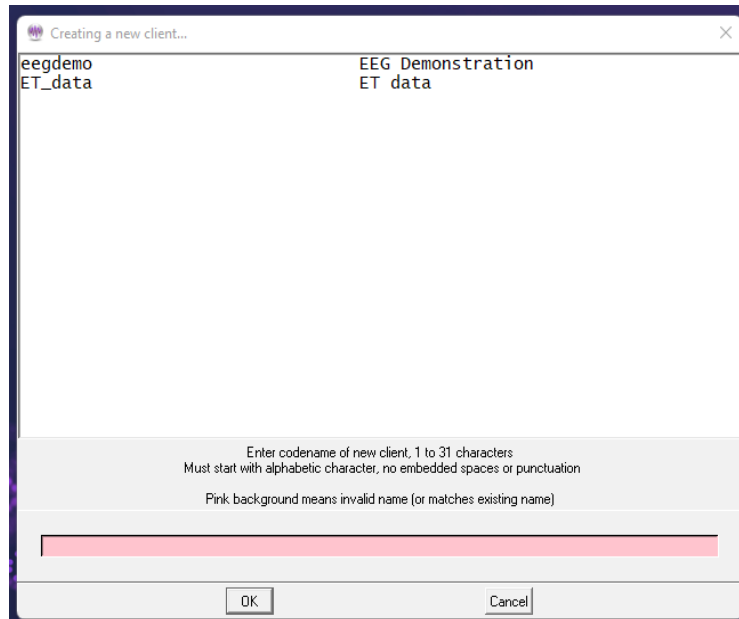 Creating a new client...
eegdemo EEG Demonstration
ET_data ET data
Enter codename of new client, 1 to 31 characters
Must start with alphabetic character, no embedded spaces or punctuation
Pink background means invalid name (or matches existing name)
OK Cancel